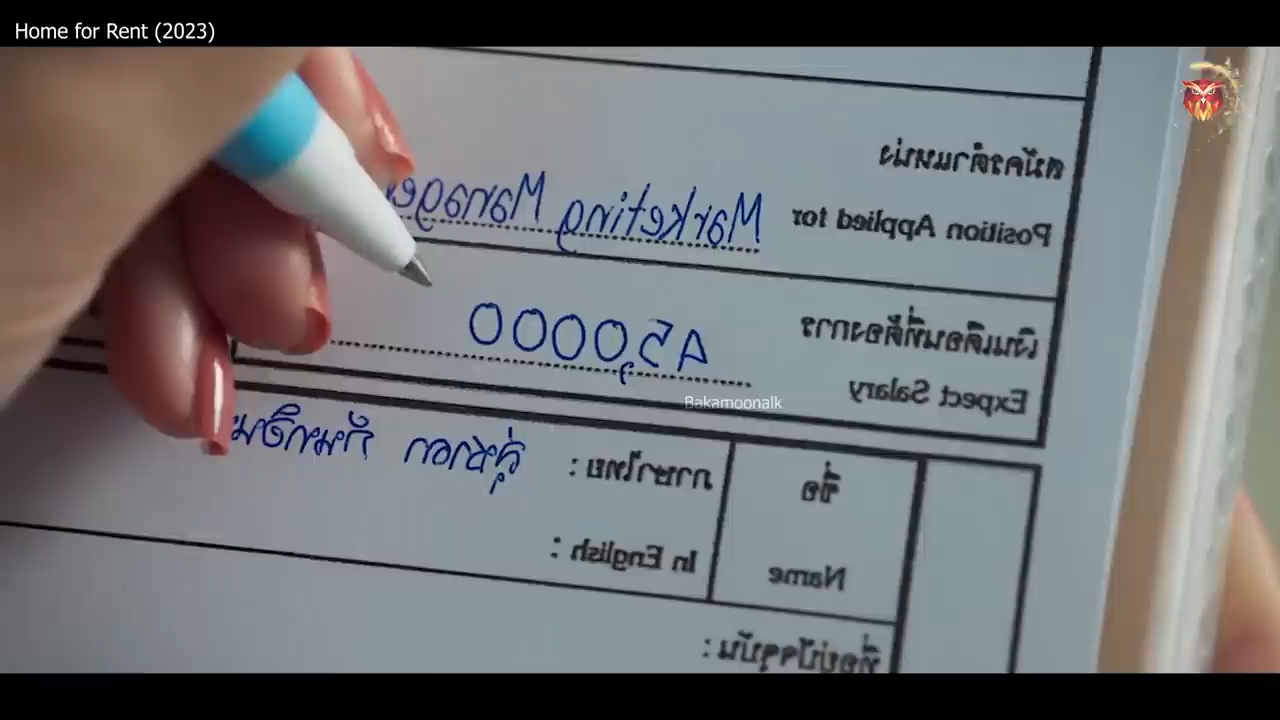 Home for Rent (2023)
สมัครตำแหน่ง
Position Applied for Marketing Manager
เงินเดือนที่ต้องการ
Expect Salary
45,0000
Bakamoonalk
ชื่อ
Name
ภาษาไทย :
In English :
ที่อยู่ปัจจุบัน :